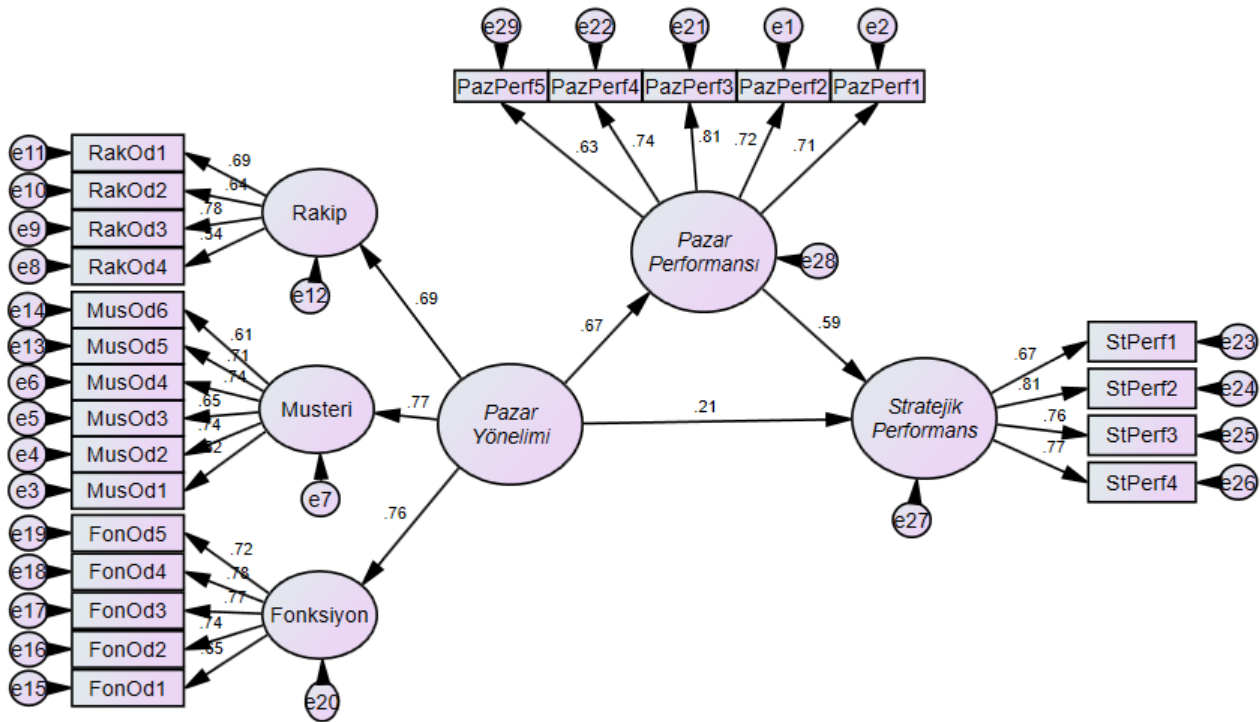 e29
e22
e21
e1
e2
PazPerf5
PazPerf4
PazPerf3
PazPerf2
PazPerf1
.63
.74
.81
.72
.71
Pazar
Performansı
e28
e11
RakOd1
e10
RakOd2
e9
RakOd3
e8
RakOd4
.69
.64
.78
.54
Rakip
e12
.69
.67
.59
e14
MusOd6
e13
MusOd5
e6
MusOd4
e5
MusOd3
e4
MusOd2
e3
MusOd1
.61
.71
.74
.65
.74
Musteri
e7
.77
Pazar
Yönelimi
.21
Stratejik
Performans
e27
.67
.81
.76
.77
StPerf1
e23
StPerf2
e24
StPerf3
e25
StPerf4
e26
.76
e19
FonOd5
e18
FonOd4
e17
FonOd3
e16
FonOd2
e15
FonOd1
.72
.78
.77
.74
Fonksiyon
e20